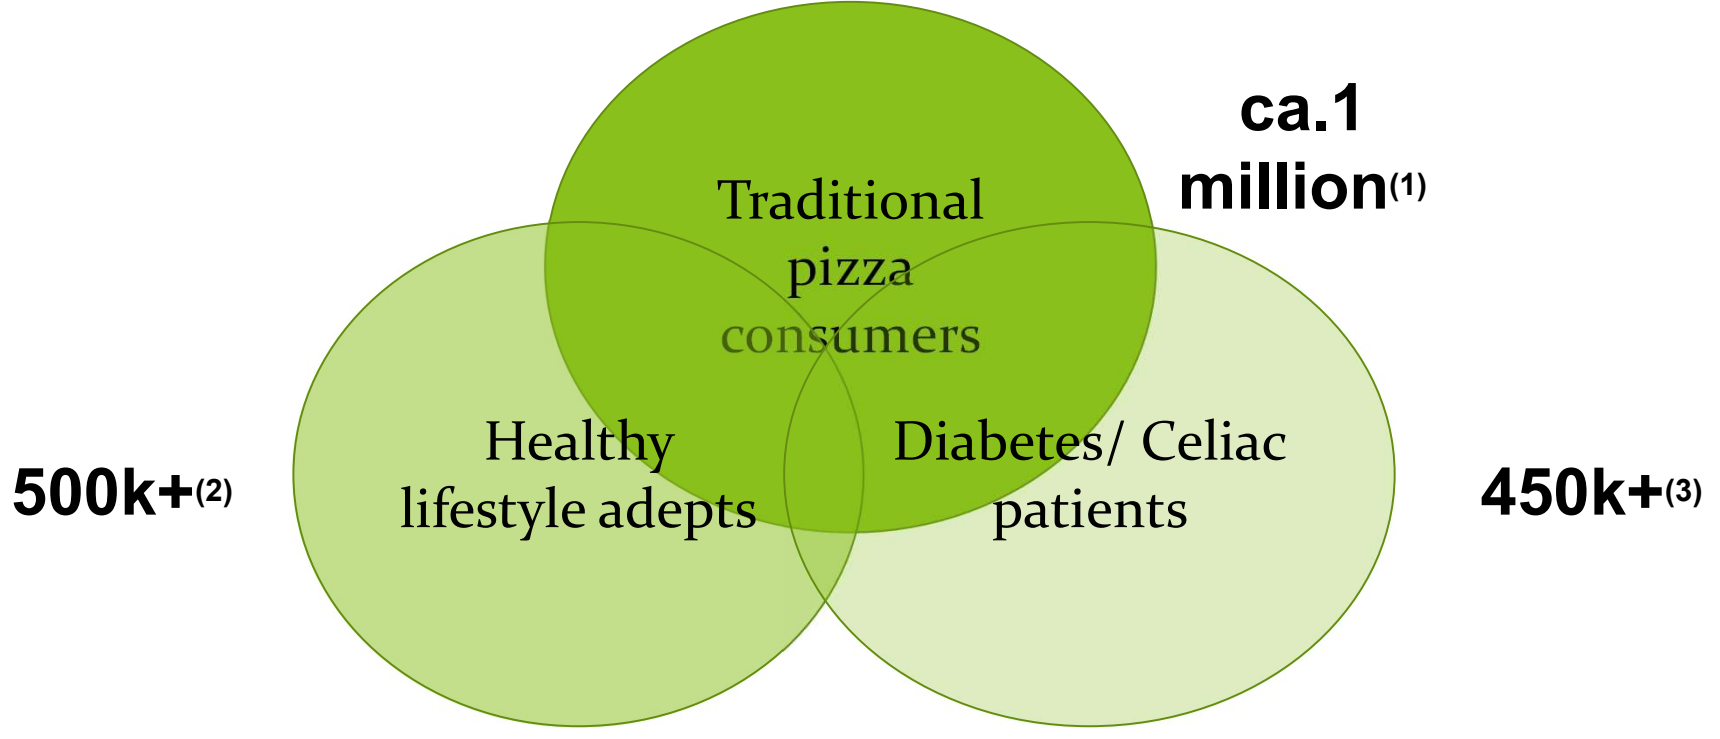 ca.1
million(1)
Traditional
pizza
consumers
Healthy
lifestyle adepts
Diabetes/ Celiac
patients
500k+(2)
450k+(3)